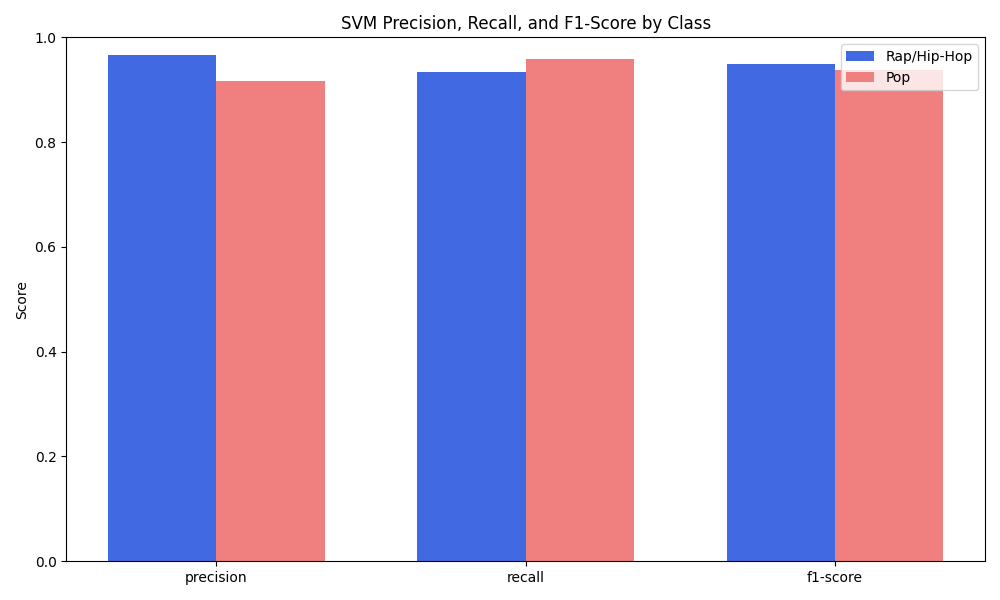 SVM Precision, Recall, and F1-Score by Class
Rap/Hip-Hop
Pop
Score
1.0
0.8
0.6
0.4
0.2
0.0
precision
recall
f1-score